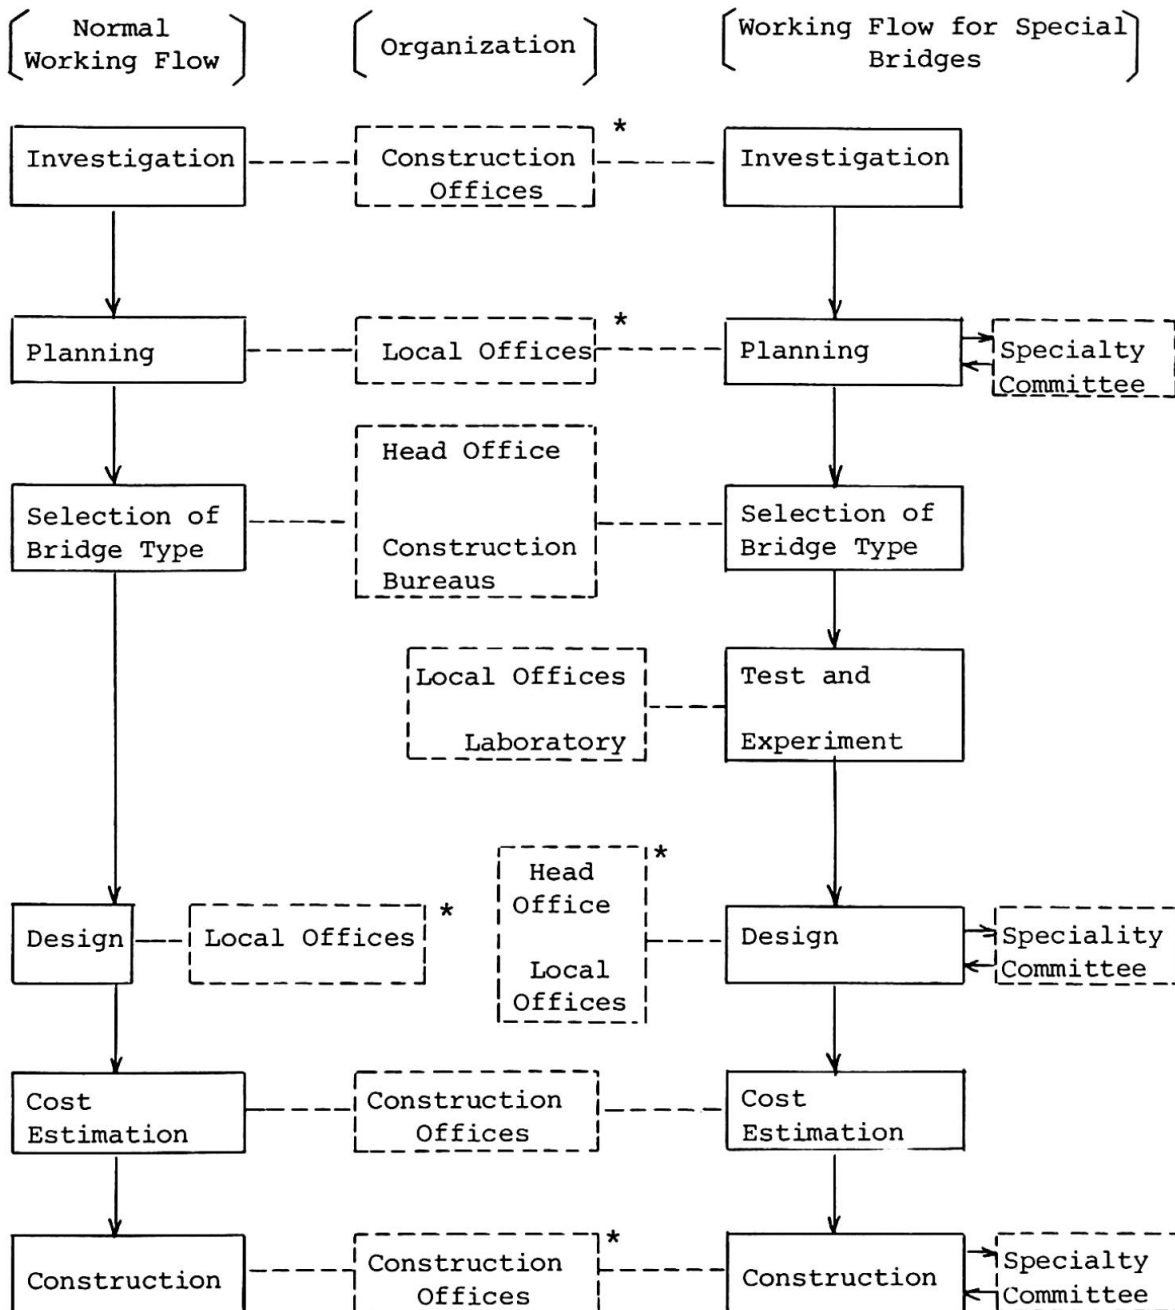 Normal
Working Flow
Organization
Working Flow for Special
Bridges
Investigation
*
Construction
Offices
Investigation
Planning
*
Local Offices
Planning
Specialty
Committee
Selection of
Bridge Type
Head Office
Construction
Bureaus
Selection of
Bridge Type
Local Offices
Laboratory
Test and
Experiment
Design
*
Local Offices
*
Head
Office
Local
Offices
Design
Speciality
Committee
Cost
Estimation
Construction
Offices
Cost
Estimation
Construction
*
Construction
Offices
Construction
Specialty
Committee